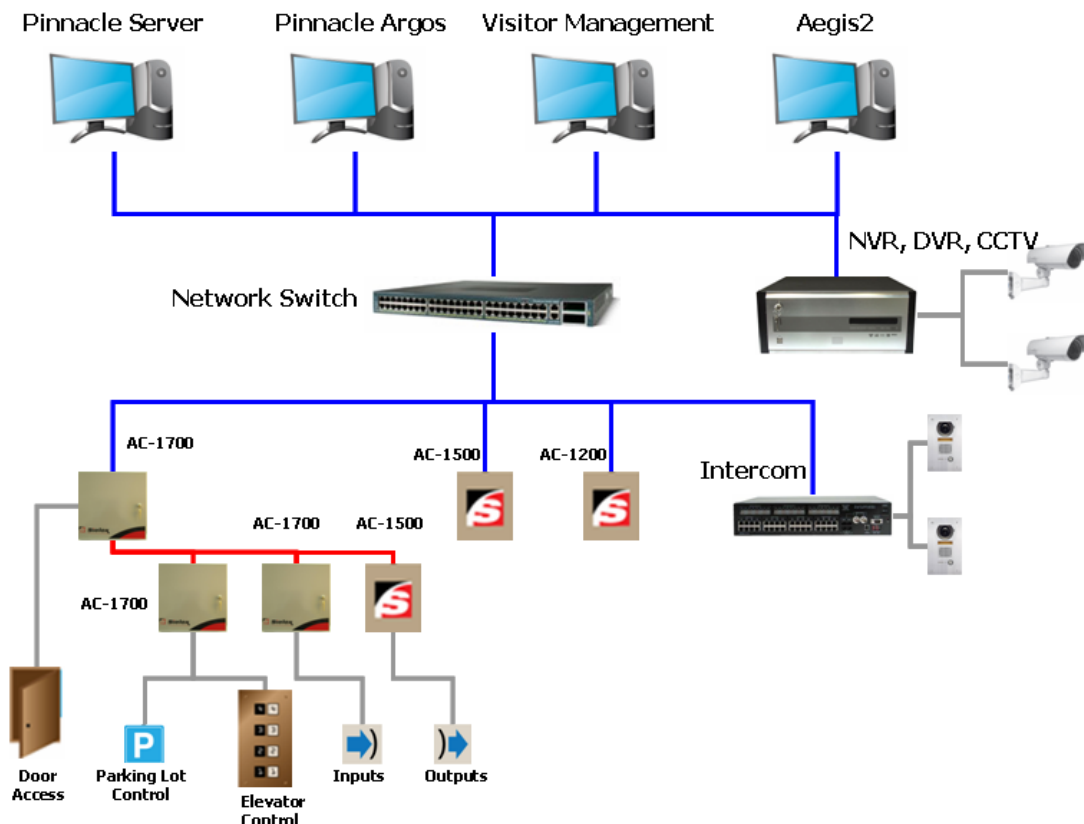 Pinnacle Server
Pinnacle Argos
Visitor Management
Aegis2
NVR, DVR, CCTV
Network Switch
AC-1700
AC-1500
AC-1200
Intercom
AC-1700
AC-1500
AC-1700
P
Door
Access
Parking Lot
Control
Elevator
Control
Inputs
Outputs